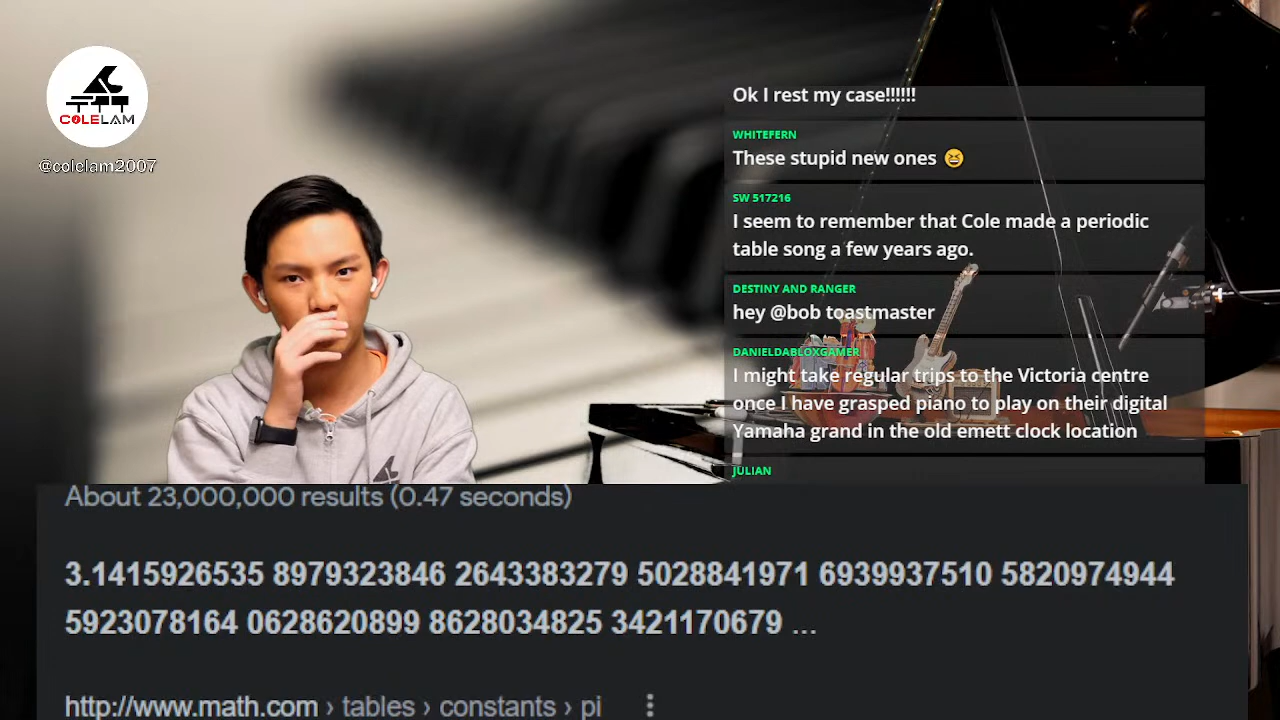 COLELAM
@colelam2007
Ok I rest my case!!!!!!
WHITEFERN
These stupid new ones 😆
SW 517216
I seem to remember that Cole made a periodic
table song a few years ago.
DESTINY AND RANGER
hey @bob toastmaster
DANIELDABLOXGAMER
I might take regular trips to the Victoria centre
once I have grasped piano to play on their digital
Yamaha grand in the old emett clock location
JULIAN
About 23,000,000 results (0.47 seconds)
3.1415926535 8979323846 2643383279 5028841971 6939937510 5820974944
5923078164 0628620899 8628034825 3421170679 ...
http://www.math.com › tables › constants › pi